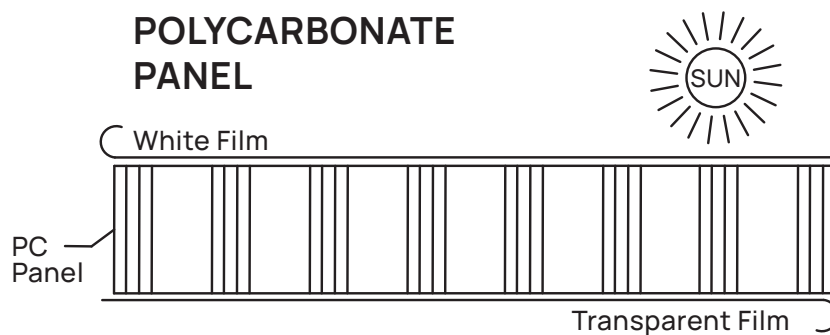 POLYCARBONATE
PANEL
SUN
White Film
PC
Panel
Transparent Film